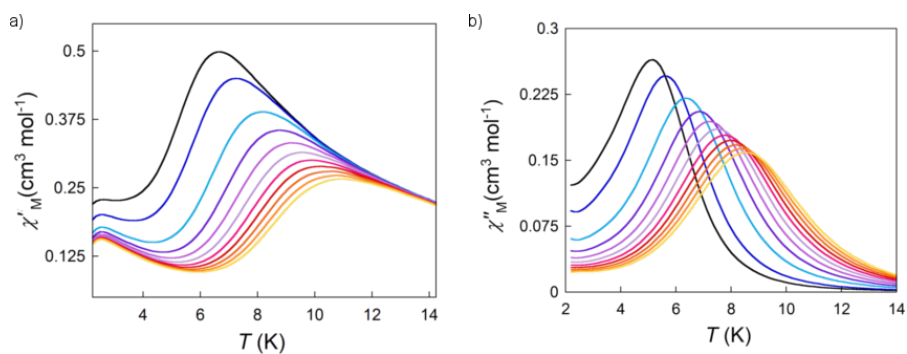 a)
0.5
0.375
0.25
0.125
χ′M(cm³ mol⁻¹)
4 6 8 10 12 14
T (K)
b)
0.3
0.225
0.15
0.075
0
χ″M(cm³ mol⁻¹)
2 4 6 8 10 12 14
T (K)